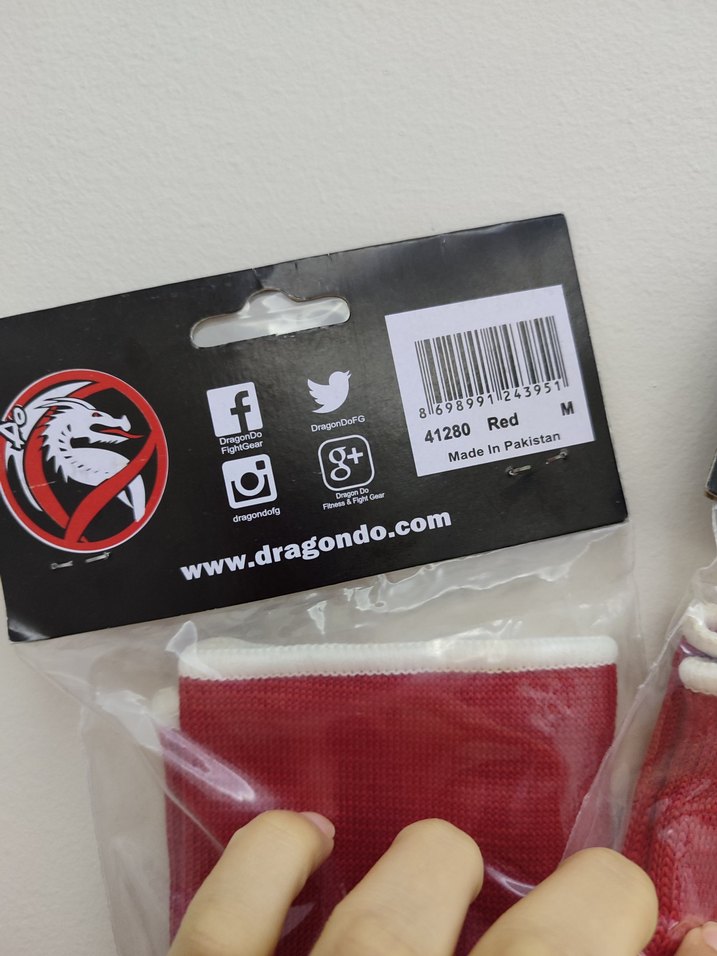 DO
DragonDo
FightGear
DragonDoFG
dragondofg
g+
Dragon Do
Fitness & Fight Gear
www.dragondo.com
8 698991 243951
41280 Red M
Made In Pakistan